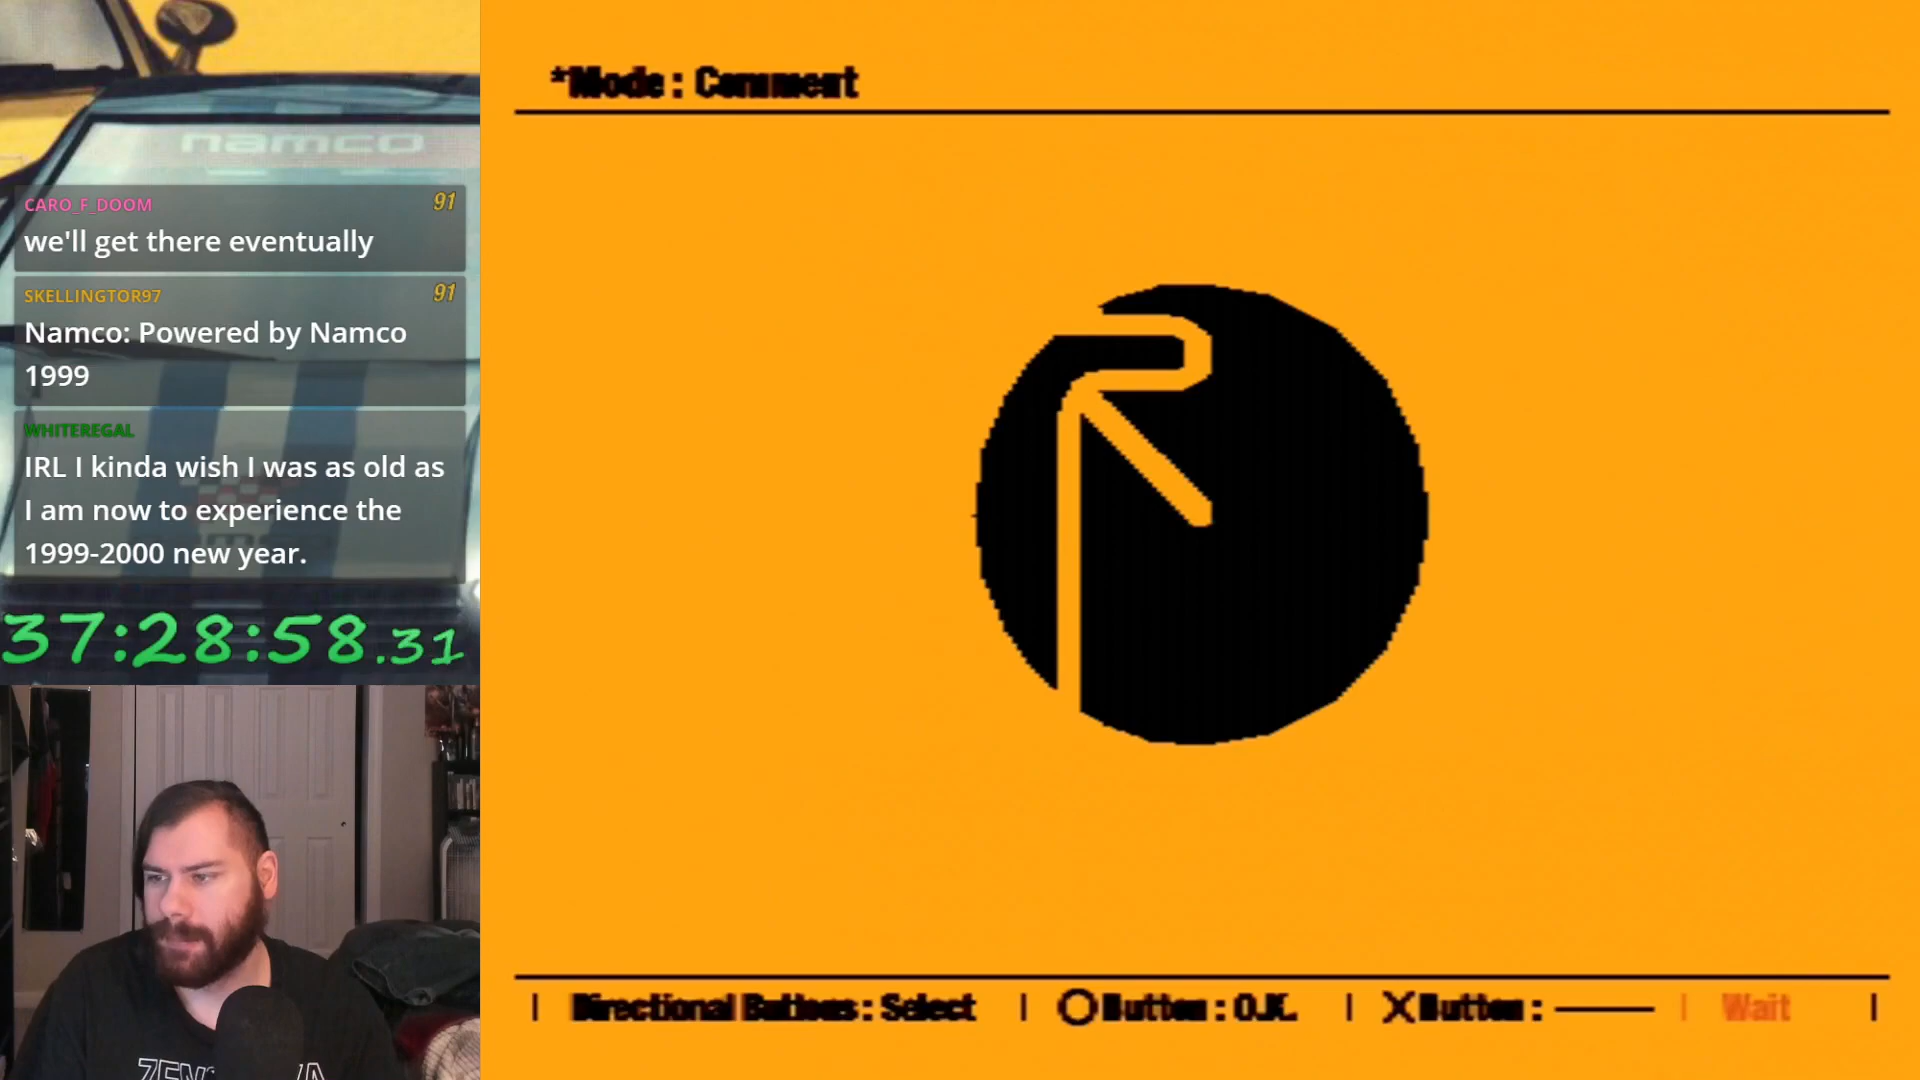 namco
CARO_F_DOOM 91
we'll get there eventually
SKELLINGTOR97 91
Namco: Powered by Namco
1999
WHITEREGAL
IRL I kinda wish I was as old as
I am now to experience the
1999-2000 new year.
37:28:58.31
*Mode : Comment
Directional Buttons : Select
Button : O.K.
X Button :
Wait